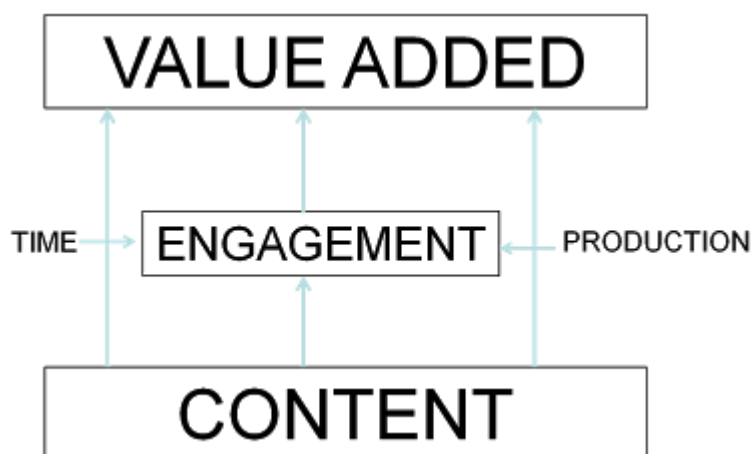 VALUE ADDED
TIME
ENGAGEMENT
PRODUCTION
CONTENT